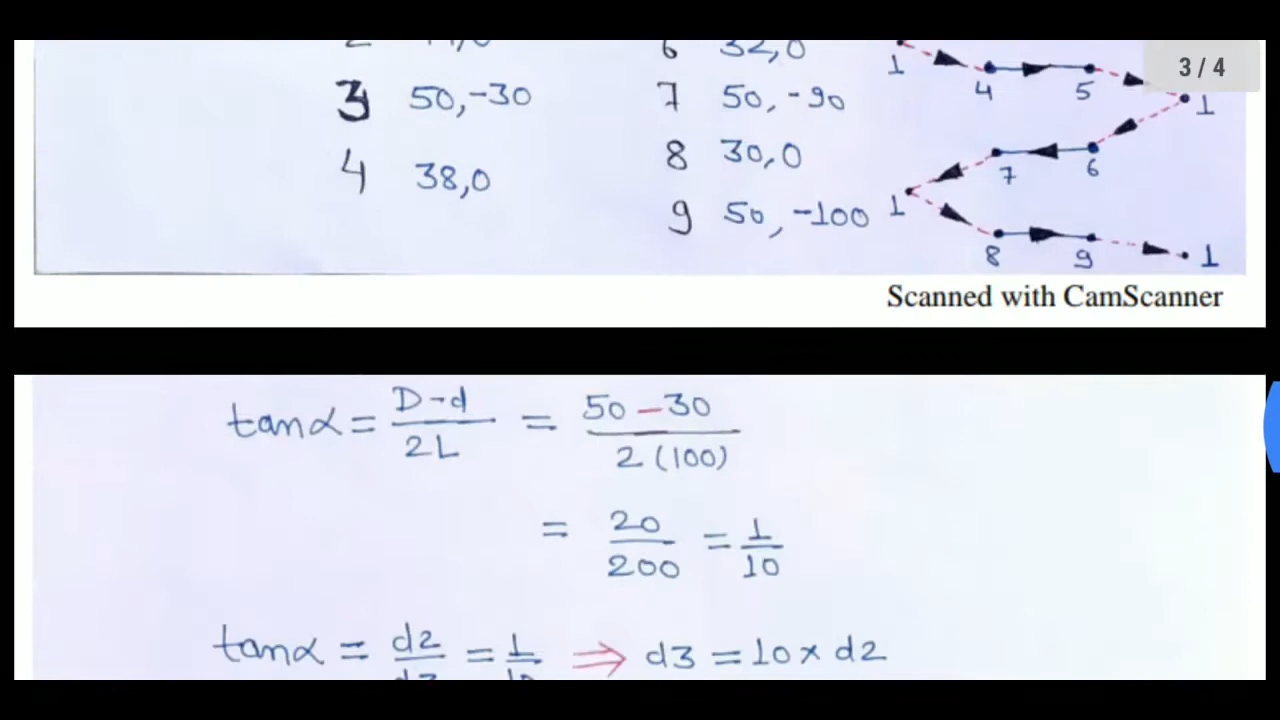 6 32,0
3 50,-30
7 50,-90
4 38,0
8 30,0
9 50,-100
1 4 5 1
7 6
1
8 9 1
3 / 4
Scanned with CamScanner
tanα = D-d / 2L = 50-30 / 2(100)
= 20 / 200 = 1 / 10
tanα = d2 / d3 = 1 / 10 ⇒ d3 = 10 x d2